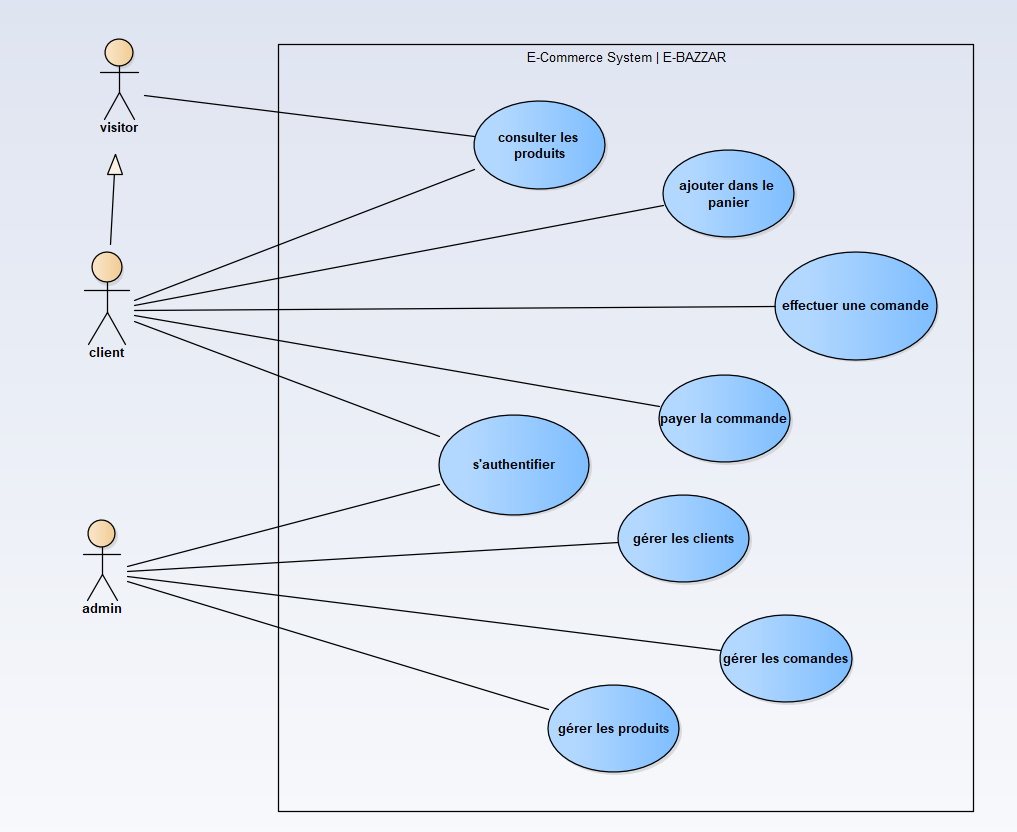 E-Commerce System | E-BAZZAR
visitor
consulter les
produits
ajouter dans le
panier
effectuer une comande
client
payer la commande
s'authentifier
gérer les clients
admin
gérer les comandes
gérer les produits